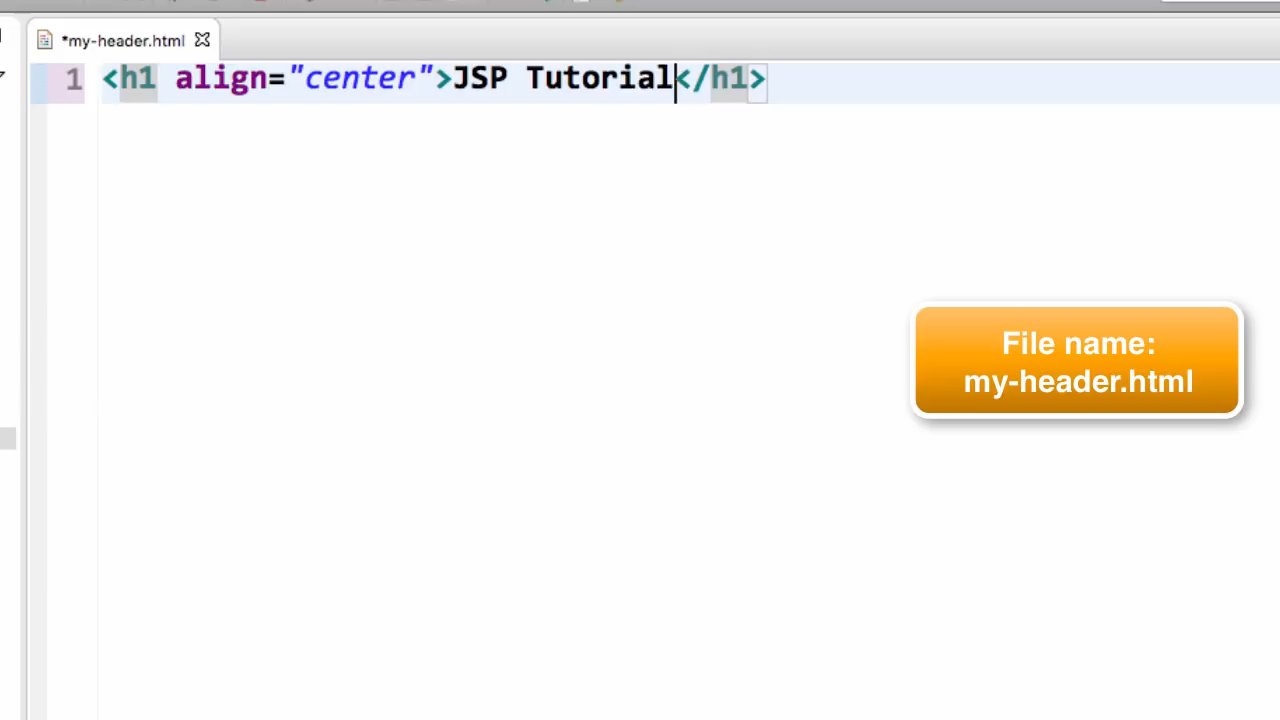 *my-header.html
1 <h1 align="center">JSP Tutorial</h1>
File name:
my-header.html